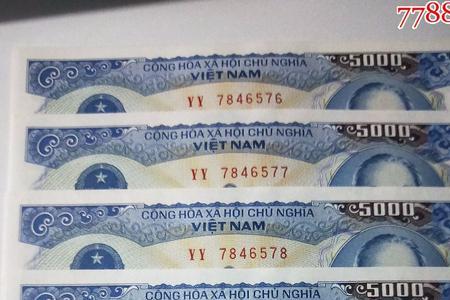 7788
CỘNG HÒA XÃ HỘI CHỦ NGHĨA 5000
VIỆT NAM
YY 7846576
CỘNG HÒA XÃ HỘI CHỦ NGHĨA 5000
VIỆT NAM
YY 7846577
CỘNG HÒA XÃ HỘI CHỦ NGHĨA 5000
VIỆT NAM
YY 7846578
CỘNG HÒA XÃ HỘI CHỦ NGHĨA 5000